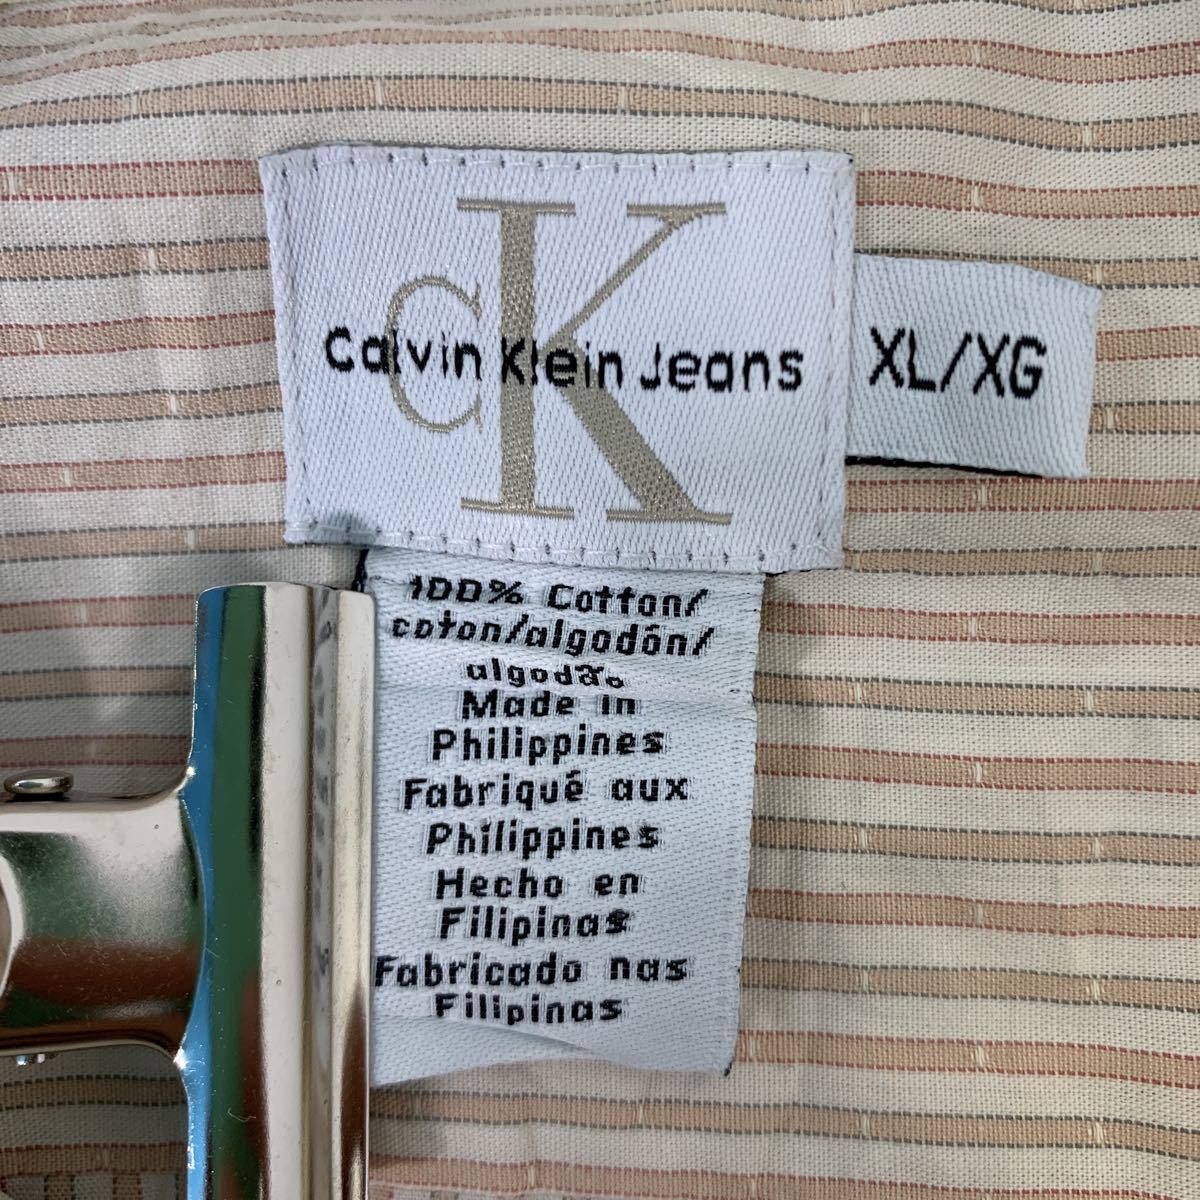 CK
Calvin Klein Jeans
XL/XG
100% Cotton/
coton/algodón/
algodão
Made in
Philippines
Fabriqué aux
Philippines
Hecho en
Filipinas
Fabricado nas
Filipinas